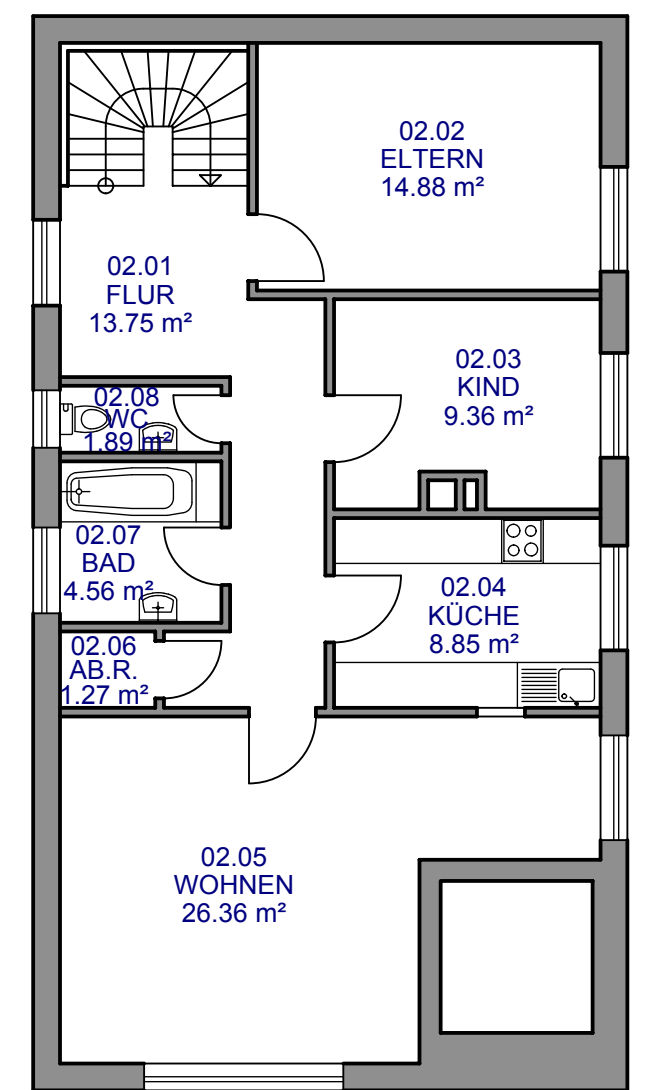 02.02
ELTERN
14.88 m²
02.01
FLUR
13.75 m²
02.03
KIND
9.36 m²
02.08
WC
1.89 m²
02.07
BAD
4.56 m²
02.04
KÜCHE
8.85 m²
02.06
AB.R.
1.27 m²
02.05
WOHNEN
26.36 m²